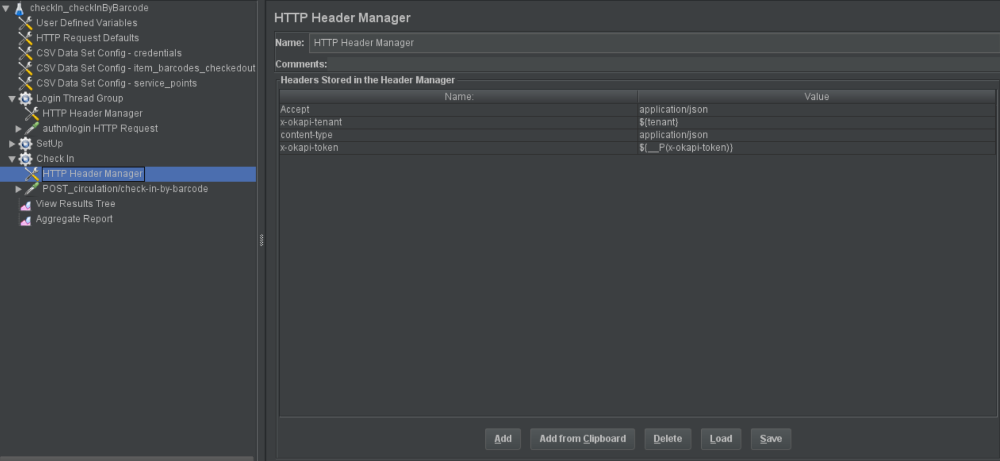 checkIn_checkInByBarcode
User Defined Variables
HTTP Request Defaults
CSV Data Set Config - credentials
CSV Data Set Config - item_barcodes_checkedout
CSV Data Set Config - service_points
Login Thread Group
HTTP Header Manager
authn/login HTTP Request
SetUp
Check In
HTTP Header Manager
POST_circulation/check-in-by-barcode
View Results Tree
Aggregate Report
HTTP Header Manager
Name: HTTP Header Manager
Comments:
Headers Stored in the Header Manager
Name: Value
Accept application/json
x-okapi-tenant ${tenant}
content-type application/json
x-okapi-token ${__P(x-okapi-token)}
Add Add from Clipboard Delete Load Save